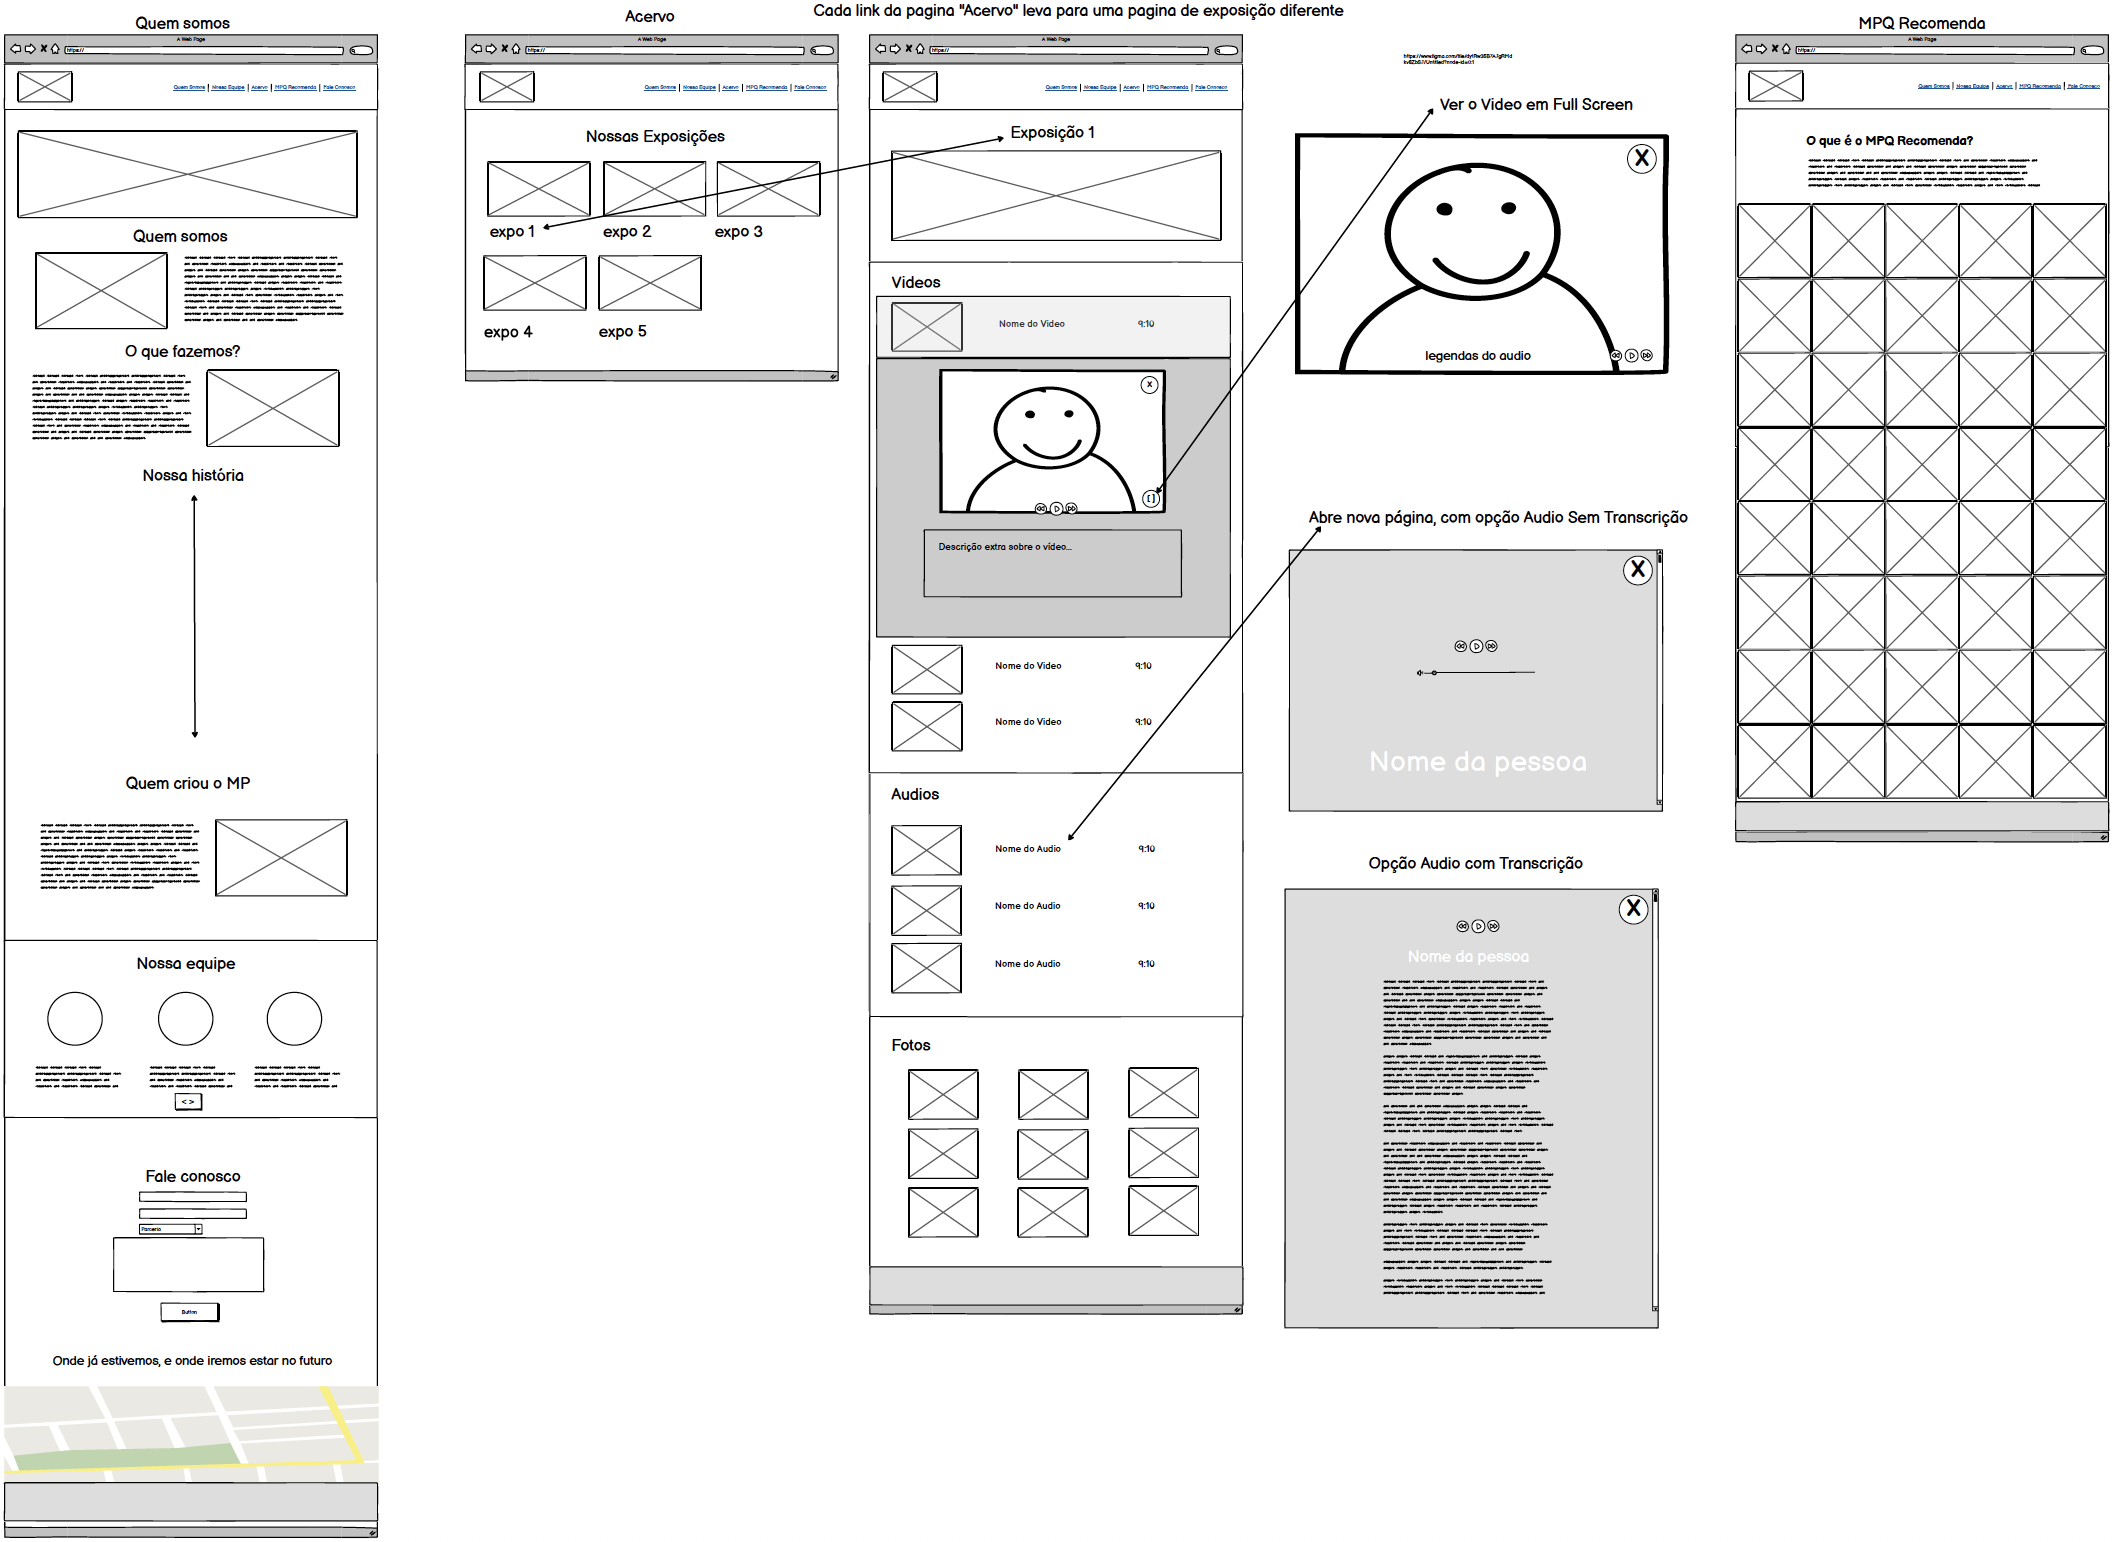 Quem somos
A Web Page
https://
Quem Somos | Nossa Equipe | Acervo | MPQ Recomenda | Fale Conosco
Quem somos
O que fazemos?
Nossa história
Quem criou o MP
Nossa equipe
< >
Fale conosco
Parceria
Button
Onde já estivemos, e onde iremos estar no futuro
Acervo
A Web Page
https://
Quem Somos | Nossa Equipe | Acervo | MPQ Recomenda | Fale Conosco
Nossas Exposições
expo 1
expo 2
expo 3
expo 4
expo 5
Cada link da pagina "Acervo" leva para uma pagina de exposição diferente
A Web Page
https://
Quem Somos | Nossa Equipe | Acervo | MPQ Recomenda | Fale Conosco
Exposição 1
Videos
Nome do Video 9:10
X
[ ]
Descrição extra sobre o vídeo...
Nome do Video 9:10
Nome do Video 9:10
Audios
Nome do Audio 9:10
Nome do Audio 9:10
Nome do Audio 9:10
Fotos
Ver o Video em Full Screen
X
legendas do audio
Abre nova página, com opção Audio Sem Transcrição
X
Nome da pessoa
Opção Audio com Transcrição
X
Nome da pessoa
MPQ Recomenda
A Web Page
https://
Quem Somos | Nossa Equipe | Acervo | MPQ Recomenda | Fale Conosco
O que é o MPQ Recomenda?